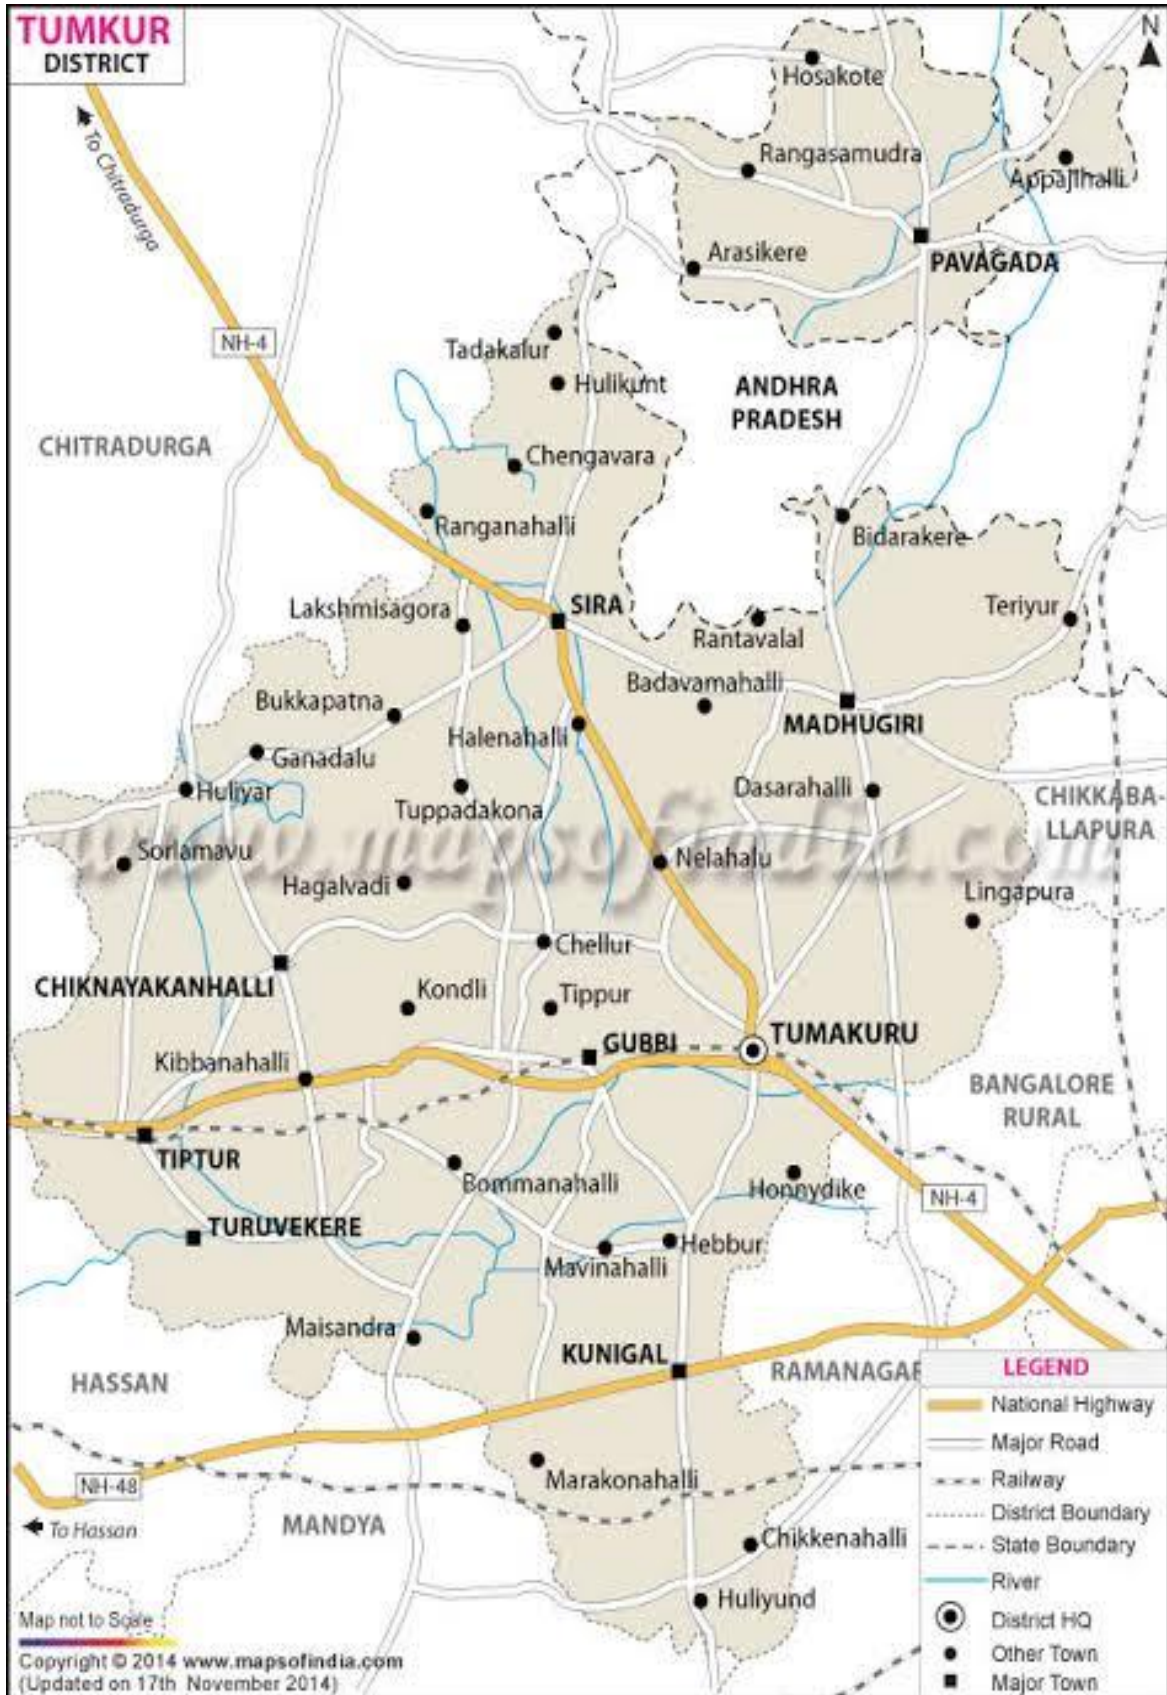 TUMKUR
DISTRICT
N
To Chitradurga
Hosakote
Rangasamudra
Appajihalli
Arasikere
PAVAGADA
NH-4
Tadakalur
Hulikunt
ANDHRA
PRADESH
CHITRADURGA
Chengavara
Ranganahalli
Bidarakere
Lakshmisagora
SIRA
Teriyur
Rantavalal
Badavamahalli
Bukkapatna
MADHUGIRI
Halenahalli
Ganadalu
Huliyar
Dasarahalli
Tuppadakona
CHIKKABA-
LLAPURA
www.mapsofindia.com
Sorlamavu
Nelahalu
Hagalvadi
Lingapura
Chellur
CHIKNAYAKANHALLI
Kondli
Tippur
GUBBI
TUMAKURU
Kibbanahalli
BANGALORE
RURAL
TIPTUR
Bommanahalli
Honnydike
NH-4
TURUVEKERE
Hebbur
Mavinahalli
Maisandra
KUNIGAL
HASSAN
RAMANAGAR
LEGEND
National Highway
Major Road
Railway
District Boundary
State Boundary
River
District HQ
Other Town
Major Town
Marakonahalli
NH-48
To Hassan
MANDYA
Chikkenahalli
Huliyund
Map not to Scale
Copyright © 2014 www.mapsofindia.com
(Updated on 17th November 2014)